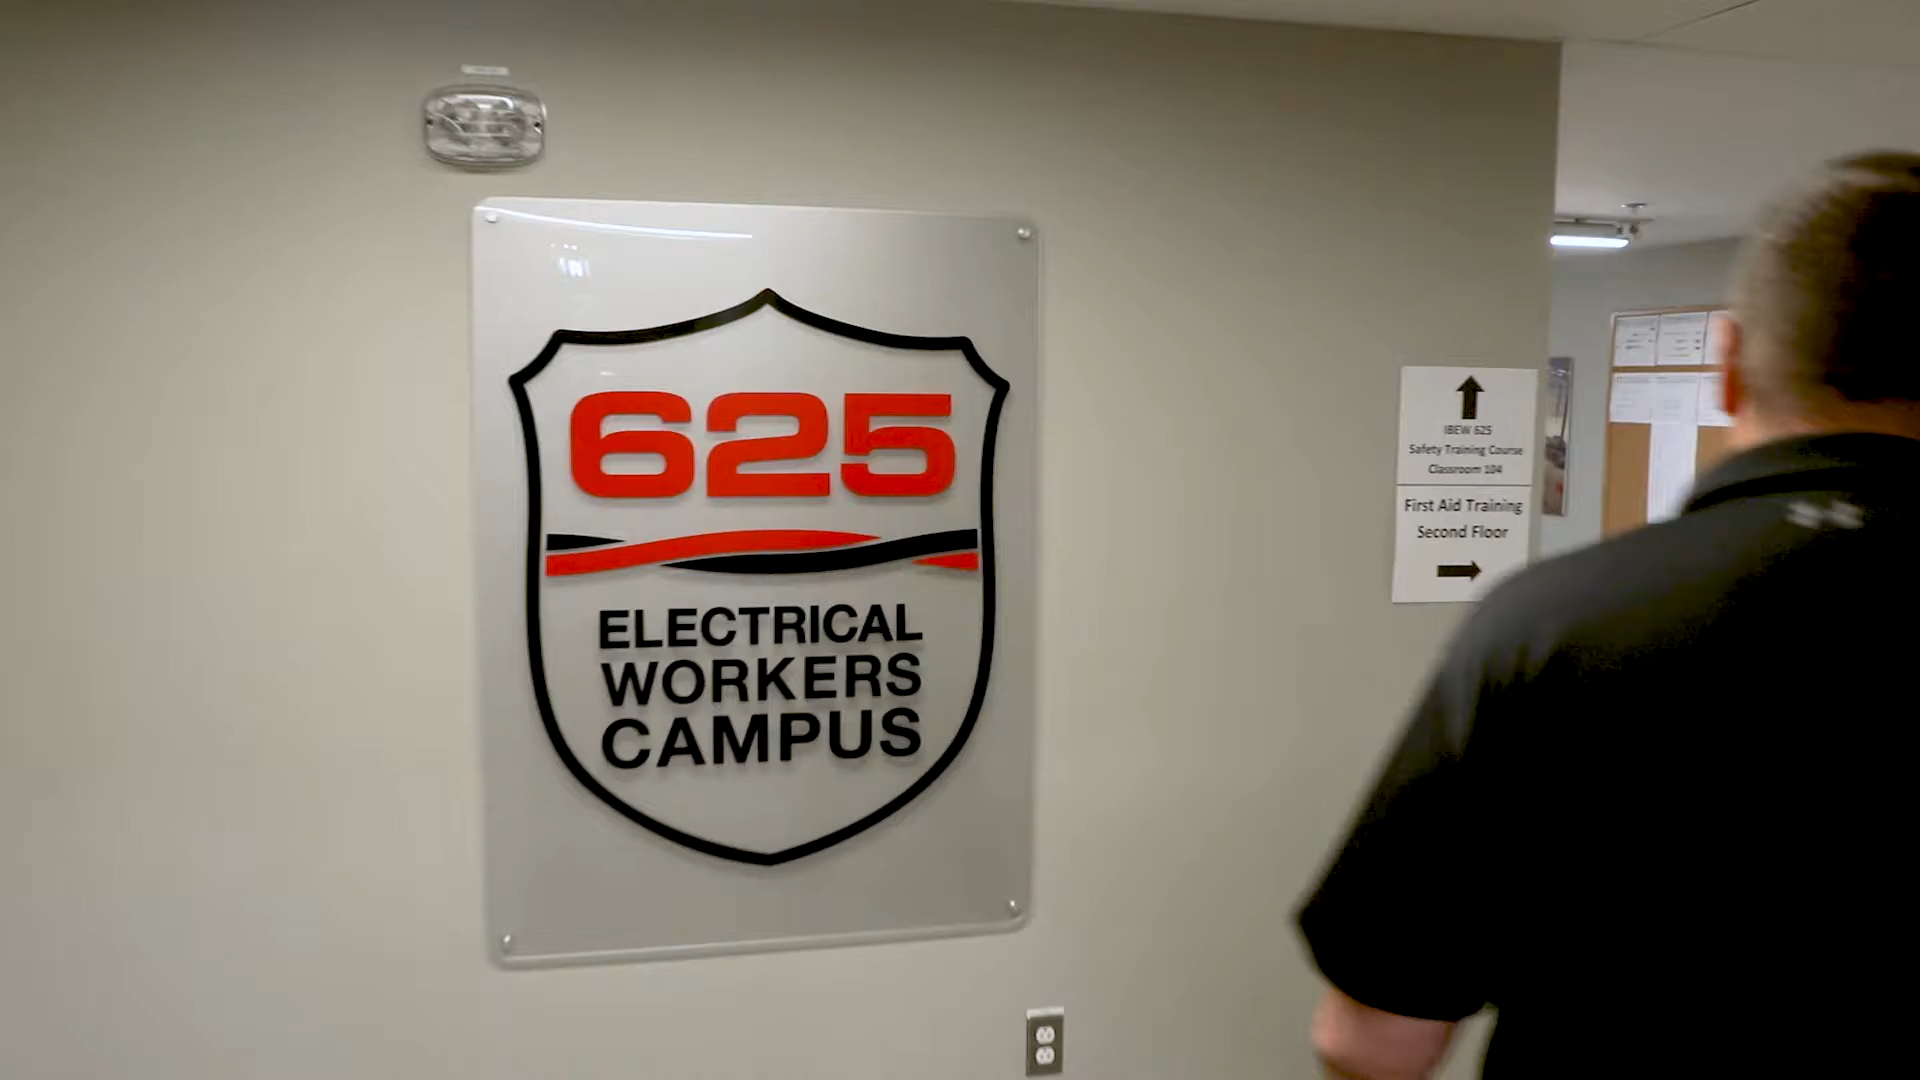 625
ELECTRICAL
WORKERS
CAMPUS
IBEW 625
Safety Training Course
Classroom 104
First Aid Training
Second Floor